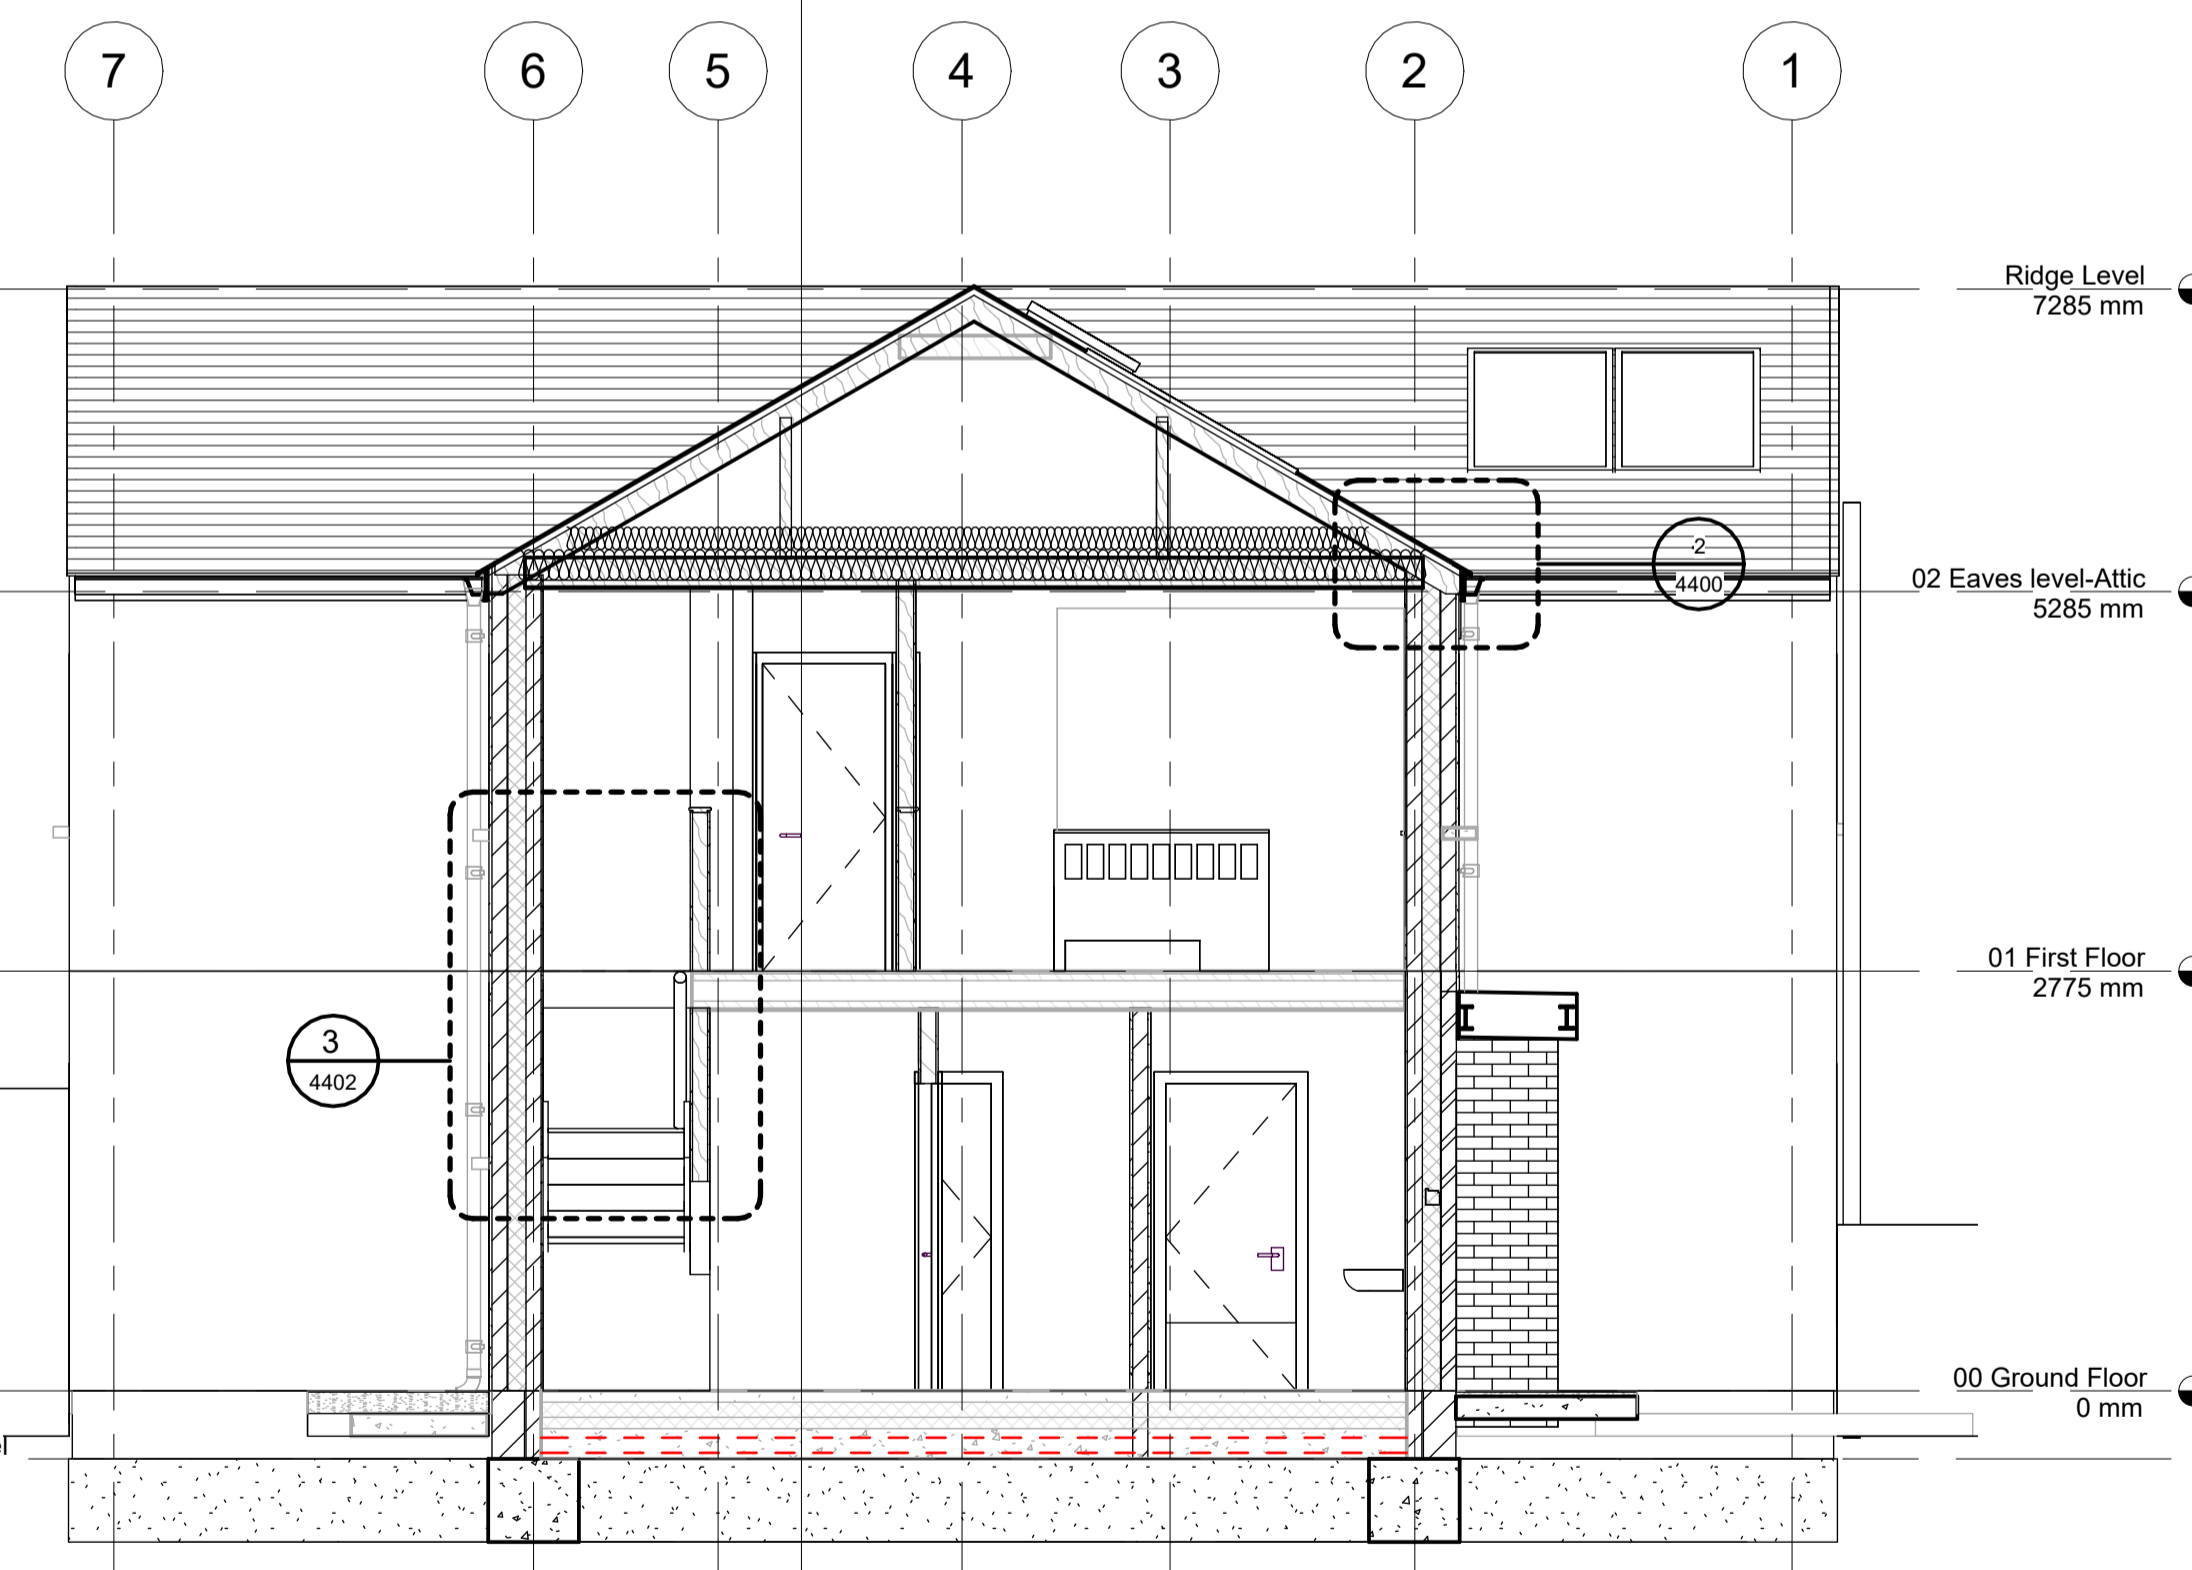 7 6 5 4 3 2 1
Ridge Level
7285 mm
2
4400
02 Eaves level-Attic
5285 mm
01 First Floor
2775 mm
3
4402
00 Ground Floor
0 mm